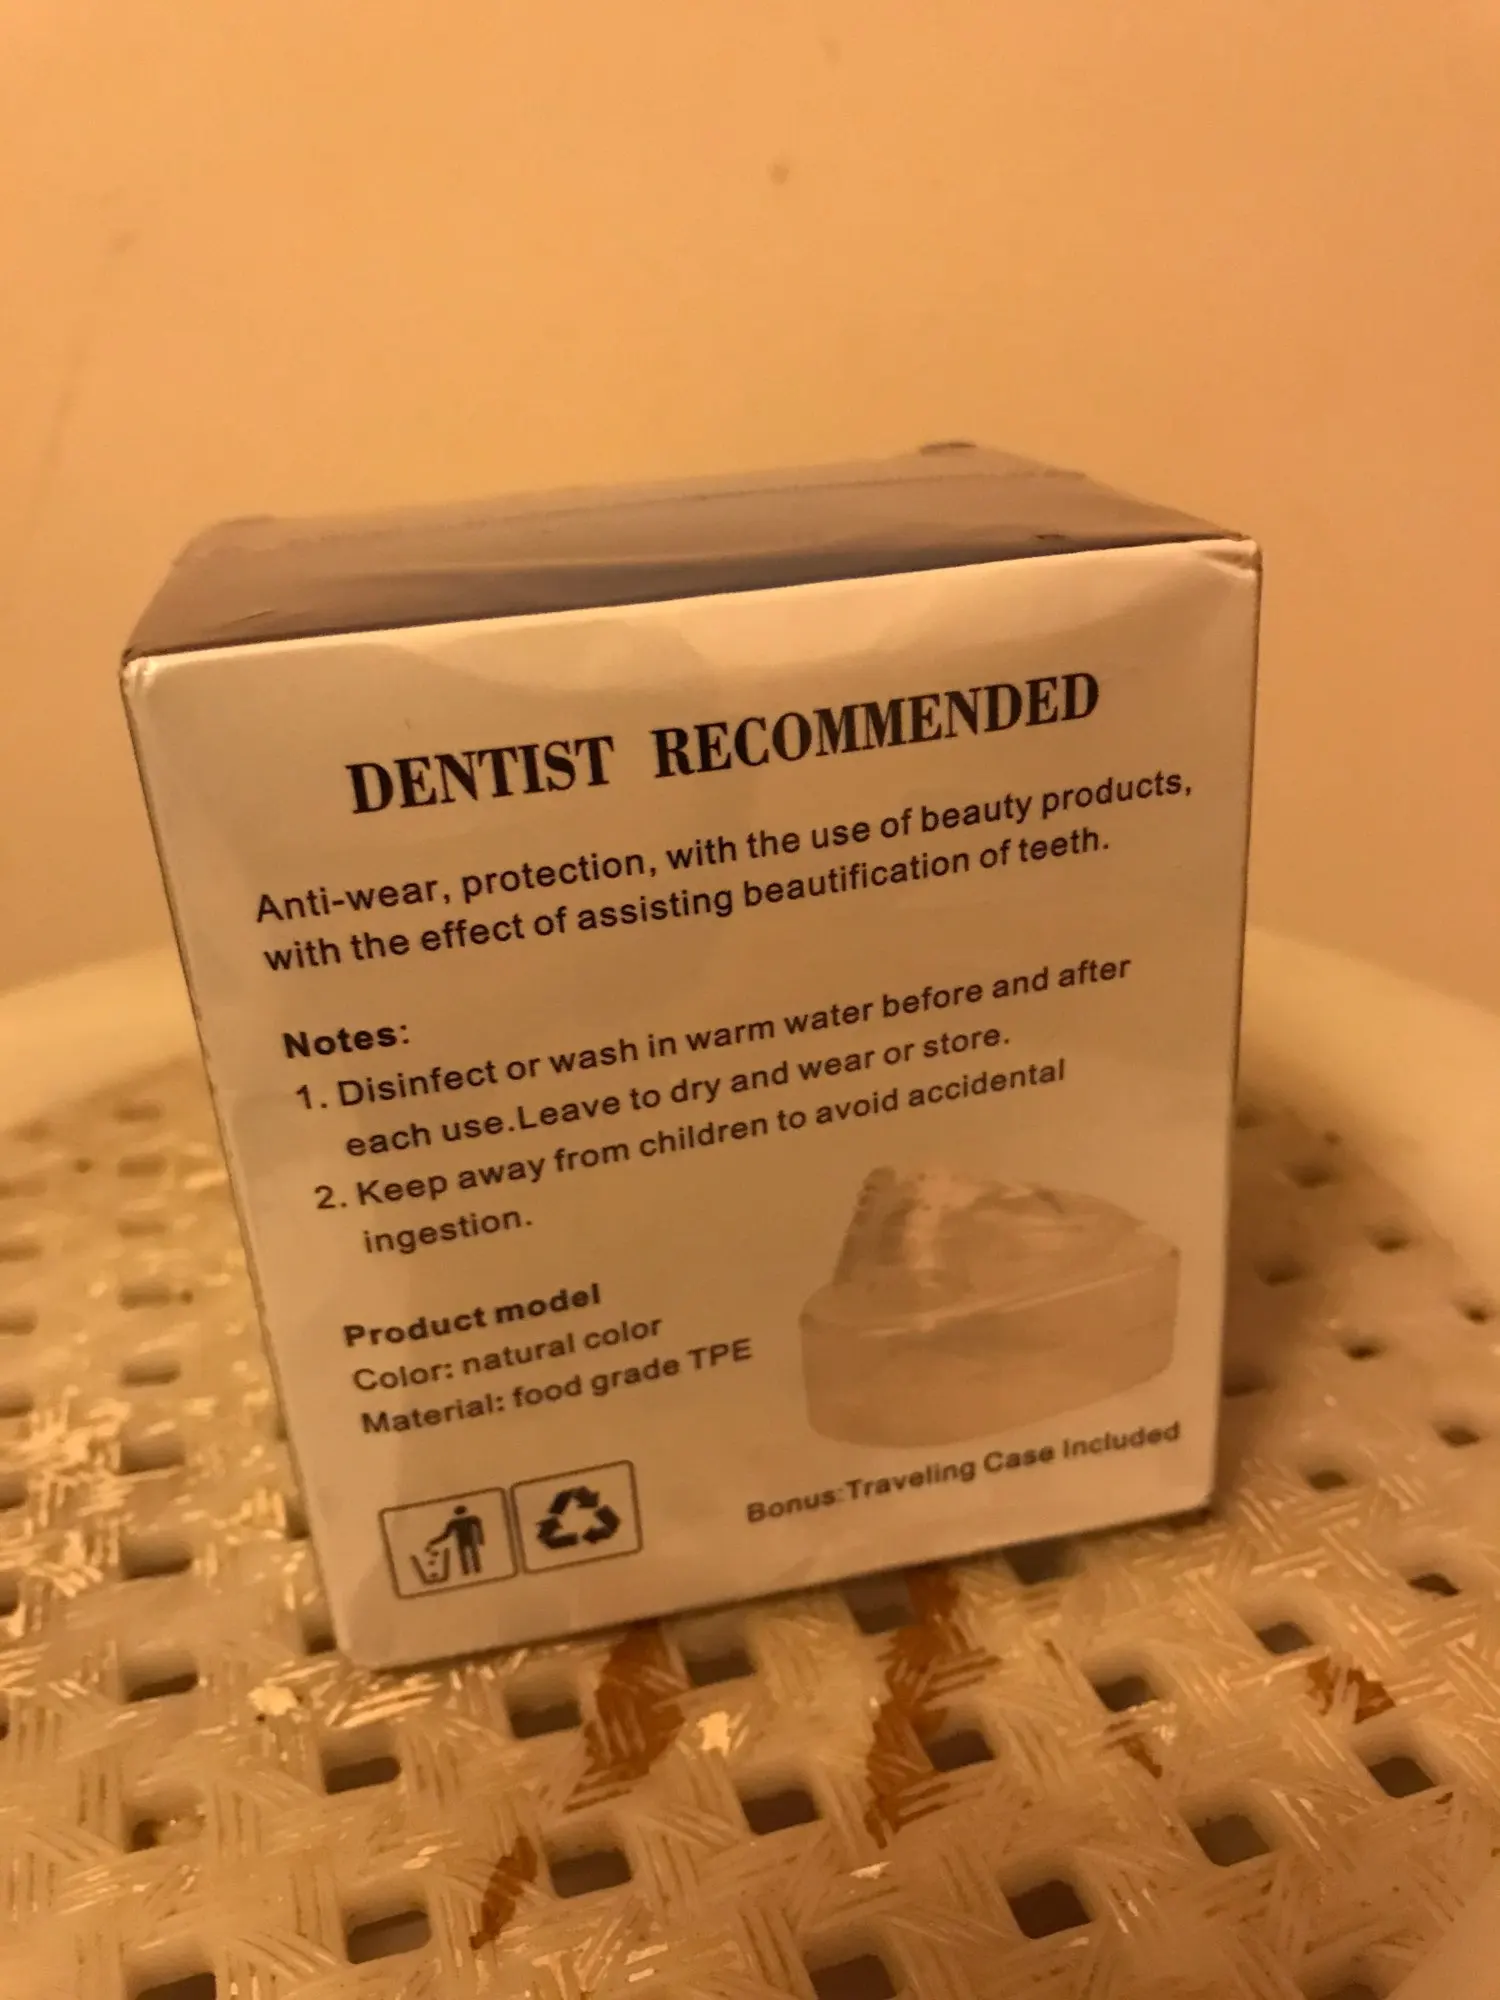 DENTIST RECOMMENDED
Anti-wear, protection, with the use of beauty products,
with the effect of assisting beautification of teeth.
Notes:
1. Disinfect or wash in warm water before and after
each use.Leave to dry and wear or store.
2. Keep away from children to avoid accidental
ingestion.
Product model
Color: natural color
Material: food grade TPE
Bonus:Traveling Case Included